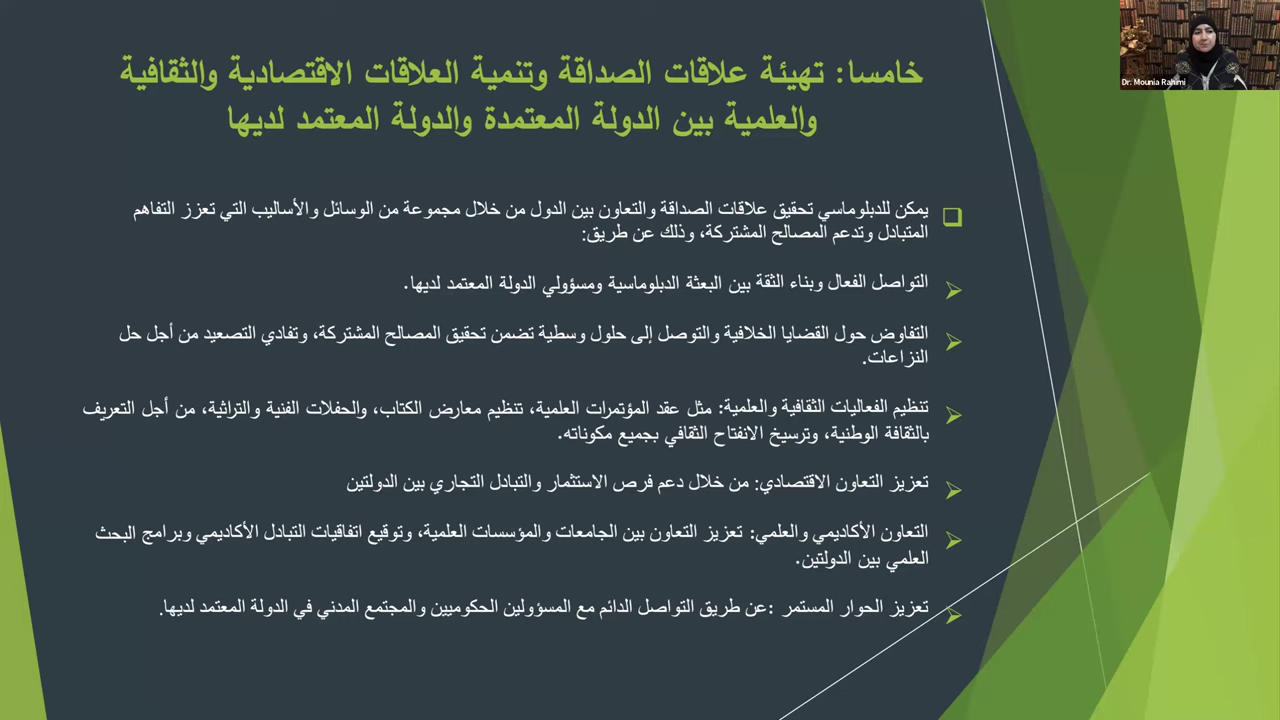 خامسا: تهيئة علاقات الصداقة وتنمية العلاقات الاقتصادية والثقافية
والعلمية بين الدولة المعتمدة والدولة المعتمد لديها
يمكن للدبلوماسي تحقيق علاقات الصداقة والتعاون بين الدول من خلال مجموعة من الوسائل والأساليب التي تعزز التفاهم
المتبادل وتدعم المصالح المشتركة، وذلك عن طريق:
التواصل الفعال وبناء الثقة بين البعثة الدبلوماسية ومسؤولي الدولة المعتمد لديها.
التفاوض حول القضايا الخلافية والتوصل إلى حلول وسطية تضمن تحقيق المصالح المشتركة، وتفادي التصعيد من أجل حل
النزاعات.
تنظيم الفعاليات الثقافية والعلمية: مثل عقد المؤتمرات العلمية، تنظيم معارض الكتاب، والحفلات الفنية والتراثية، من أجل التعريف
بالثقافة الوطنية، وترسيخ الانفتاح الثقافي بجميع مكوناته.
تعزيز التعاون الاقتصادي: من خلال دعم فرص الاستثمار والتبادل التجاري بين الدولتين
التعاون الأكاديمي والعلمي: تعزيز التعاون بين الجامعات والمؤسسات العلمية، وتوقيع اتفاقيات التبادل الأكاديمي وبرامج البحث
العلمي بين الدولتين.
تعزيز الحوار المستمر :عن طريق التواصل الدائم مع المسؤولين الحكوميين والمجتمع المدني في الدولة المعتمد لديها.
Dr. Mounia Rahimi